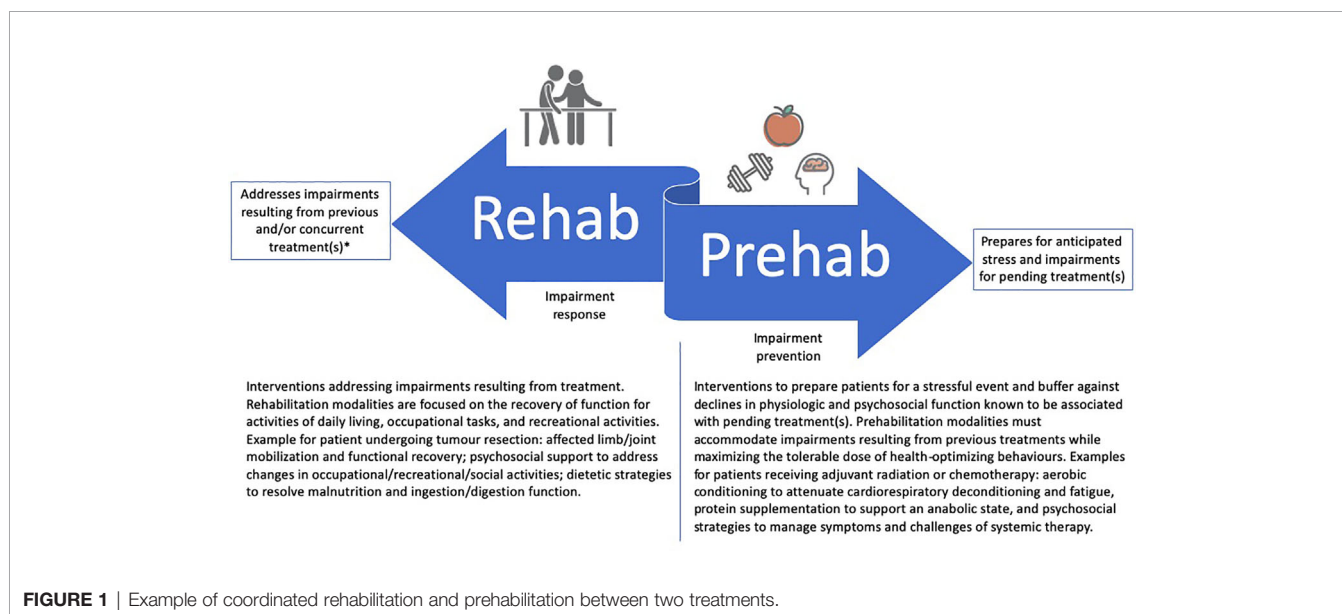 Rehab
Prehab
Addresses impairments
resulting from previous
and/or concurrent
treatment(s)*
Prepares for anticipated
stress and impairments
for pending treatment(s)
Impairment
response
Impairment
prevention
Interventions addressing impairments resulting from treatment.
Rehabilitation modalities are focused on the recovery of function for
activities of daily living, occupational tasks, and recreational activities.
Example for patient undergoing tumour resection: affected limb/joint
mobilization and functional recovery; psychosocial support to address
changes in occupational/recreational/social activities; dietetic strategies
to resolve malnutrition and ingestion/digestion function.
Interventions to prepare patients for a stressful event and buffer against
declines in physiologic and psychosocial function known to be associated
with pending treatment(s). Prehabilitation modalities must
accommodate impairments resulting from previous treatments while
maximizing the tolerable dose of health-optimizing behaviours. Examples
for patients receiving adjuvant radiation or chemotherapy: aerobic
conditioning to attenuate cardiorespiratory deconditioning and fatigue,
protein supplementation to support an anabolic state, and psychosocial
strategies to manage symptoms and challenges of systemic therapy.
FIGURE 1 | Example of coordinated rehabilitation and prehabilitation between two treatments.